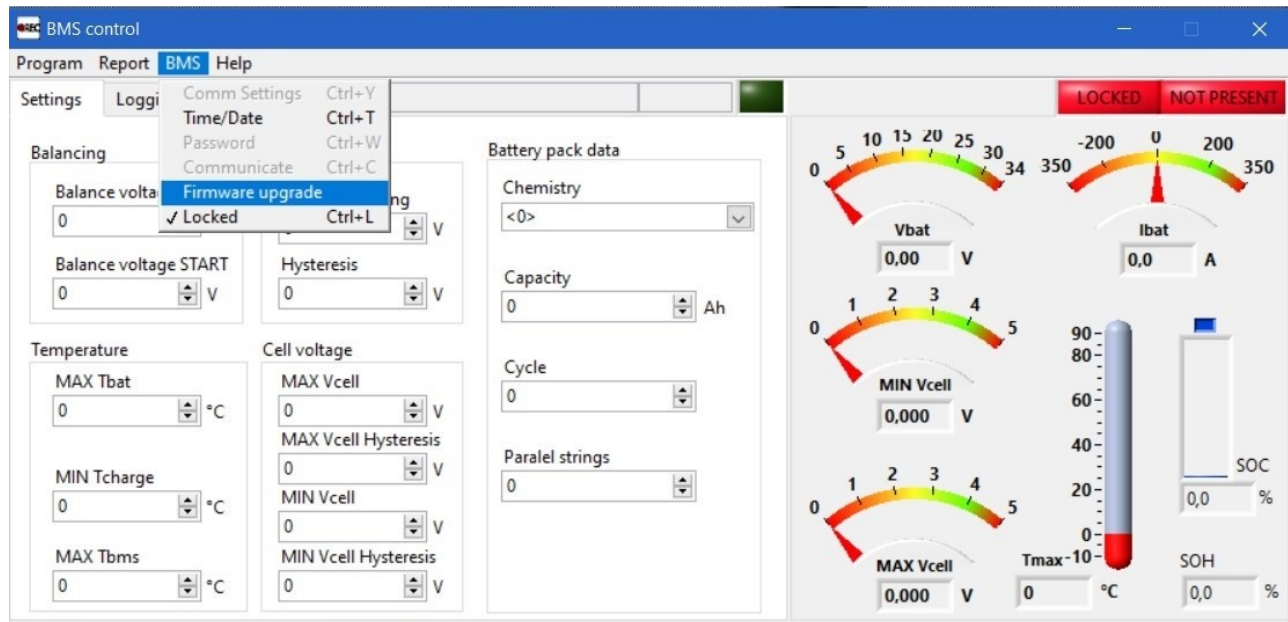 REC BMS control
Program Report BMS Help
Settings Loggi
LOCKED NOT PRESENT
Comm Settings Ctrl+Y
Time/Date Ctrl+T
Password Ctrl+W
Communicate Ctrl+C
Firmware upgrade
✓ Locked Ctrl+L
Balancing
Balance volta
0
ng
V
Balance voltage START
0 V
Hysteresis
0 V
Temperature
MAX Tbat
0 °C
MIN Tcharge
0 °C
MAX Tbms
0 °C
Cell voltage
MAX Vcell
0 V
MAX Vcell Hysteresis
0 V
MIN Vcell
0 V
MIN Vcell Hysteresis
0 V
Battery pack data
Chemistry
<0>
Capacity
0 Ah
Cycle
0
Paralel strings
0
0 5 10 15 20 25 30 34
Vbat
0,00 V
350 -200 0 200 350
Ibat
0,0 A
0 1 2 3 4 5
MIN Vcell
0,000 V
0 1 2 3 4 5
MAX Vcell
0,000 V
90
80
60
40
20
0
-10
Tmax
0 °C
SOC
0,0 %
SOH
0,0 %